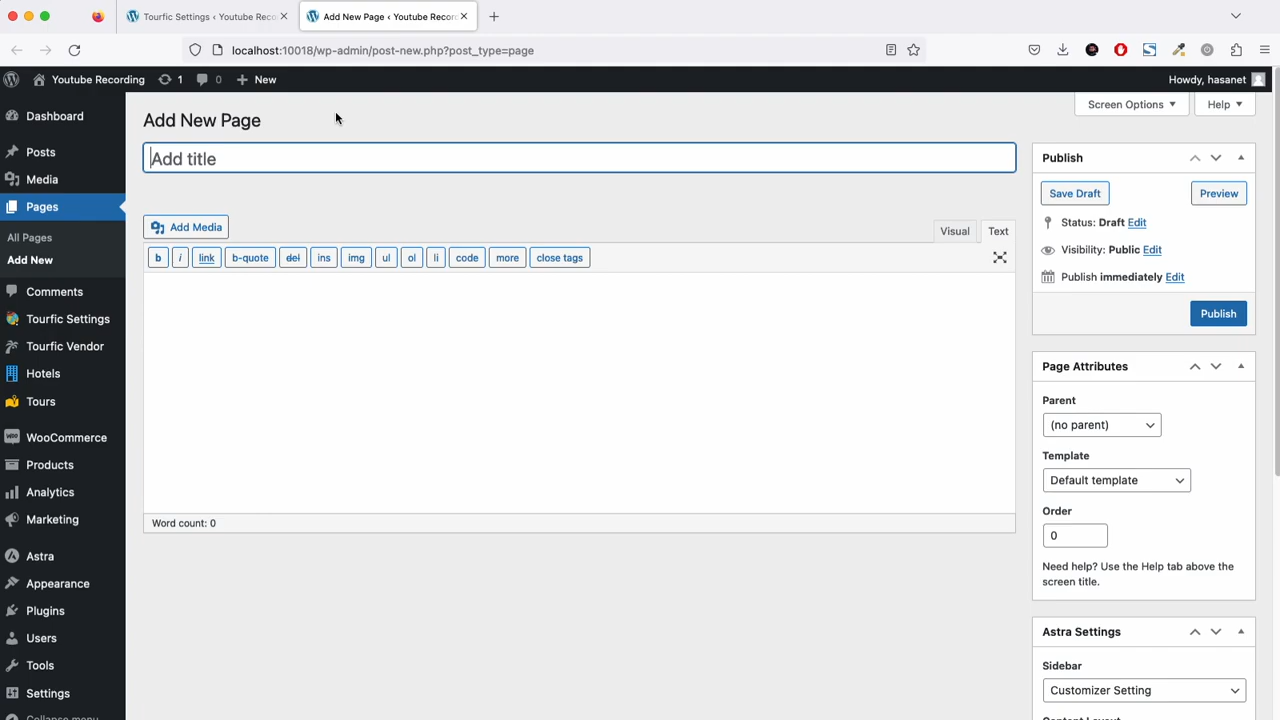 Tourfic Settings ‹ Youtube Reco
Add New Page ‹ Youtube Record
localhost:10018/wp-admin/post-new.php?post_type=page
Youtube Recording 1 0 New Howdy, hasanet
Screen Options Help
Dashboard
Posts
Media
Pages
All Pages
Add New
Comments
Tourfic Settings
Tourfic Vendor
Hotels
Tours
WooCommerce
Products
Analytics
Marketing
Astra
Appearance
Plugins
Users
Tools
Settings
Collapse menu
Add New Page
Add title
Add Media
Visual Text
b i link b-quote del ins img ul ol li code more close tags
Word count: 0
Publish
Save Draft Preview
Status: Draft Edit
Visibility: Public Edit
Publish immediately Edit
Publish
Page Attributes
Parent
(no parent)
Template
Default template
Order
0
Need help? Use the Help tab above the
screen title.
Astra Settings
Sidebar
Customizer Setting
Content Layout